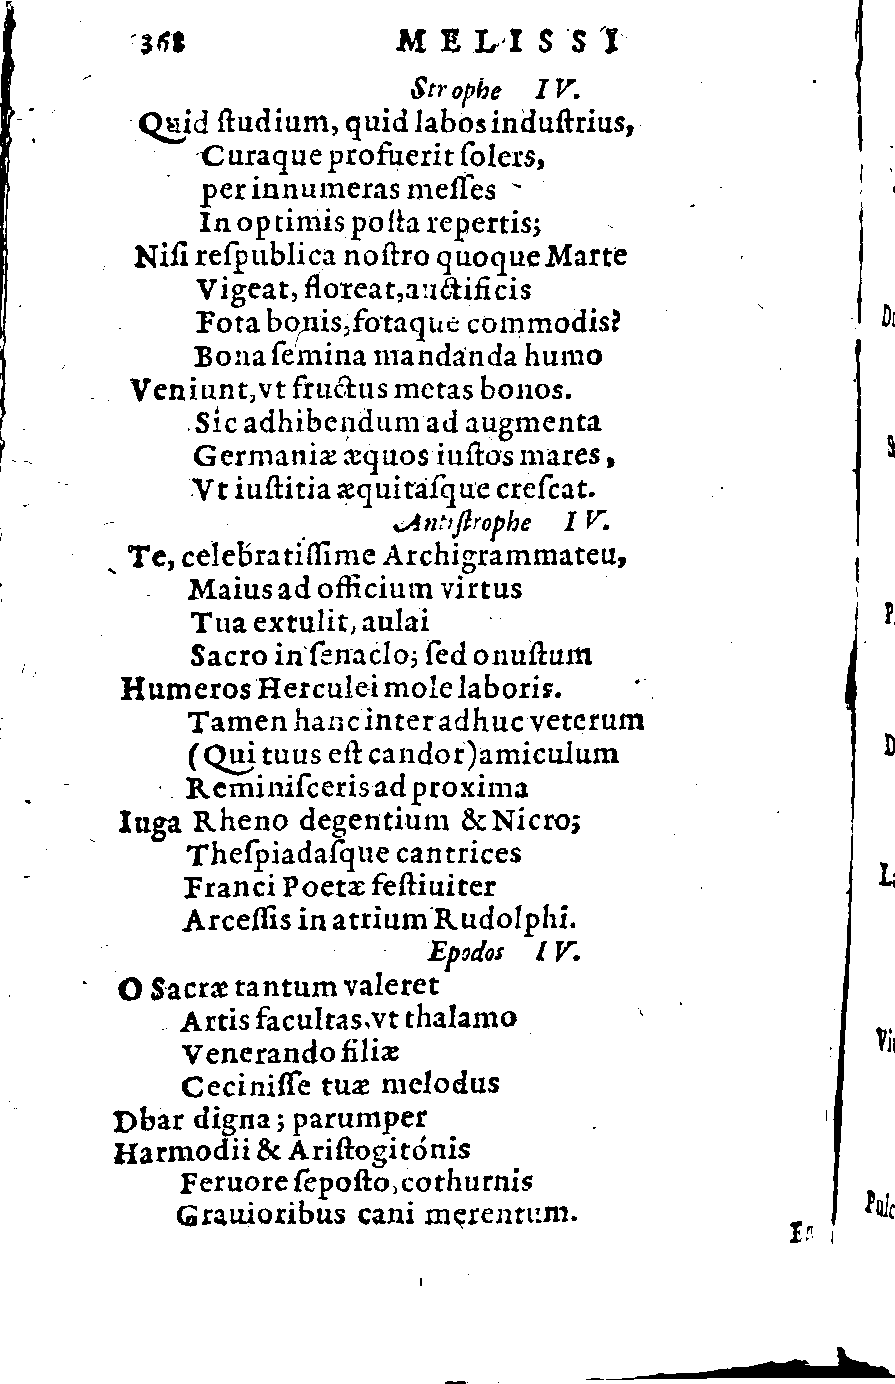 368 MELISSI
Strophe IV.
Quid ſtudium, quid labos induſtrius,
Curaque profuerit ſolers,
per innumeras meſſes
In optimis poſta repertis;
Niſi reſpublica noſtro quoque Marte
Vigeat, floreat, auctificis
Fota bonis, fotaque commodis?
Bona ſemina mandanda humo
Veniunt, vt fructus metas bonos.
Sic adhibendum ad augmenta
Germaniæ æquos iuſtos mares,
Vt iuſtitia æquitaſque creſcat.
Antiſtrophe IV.
Te, celebratiſſime Archigrammateu,
Maius ad officium virtus
Tua extulit, aulai
Sacro in ſenaclo; ſed onuſtum
Humeros Herculei mole laboris.
Tamen hanc inter adhuc veterum
(Qui tuus eſt candor) amiculum
Reminiſceris ad proxima
Iuga Rheno degentium & Nicro;
Theſpiadaſque cantrices
Franci Poetæ feſtiuiter
Arceſſis in atrium Rudolphi.
Epodos IV.
O Sacræ tantum valeret
Artis facultas, vt thalamo
Venerando filiæ
Ceciniſſe tuæ melodus
Dbar digna; parumper
Harmodii & Ariſtogitónis
Feruore ſepoſto, cothurnis
Grauioribus cani merentum.